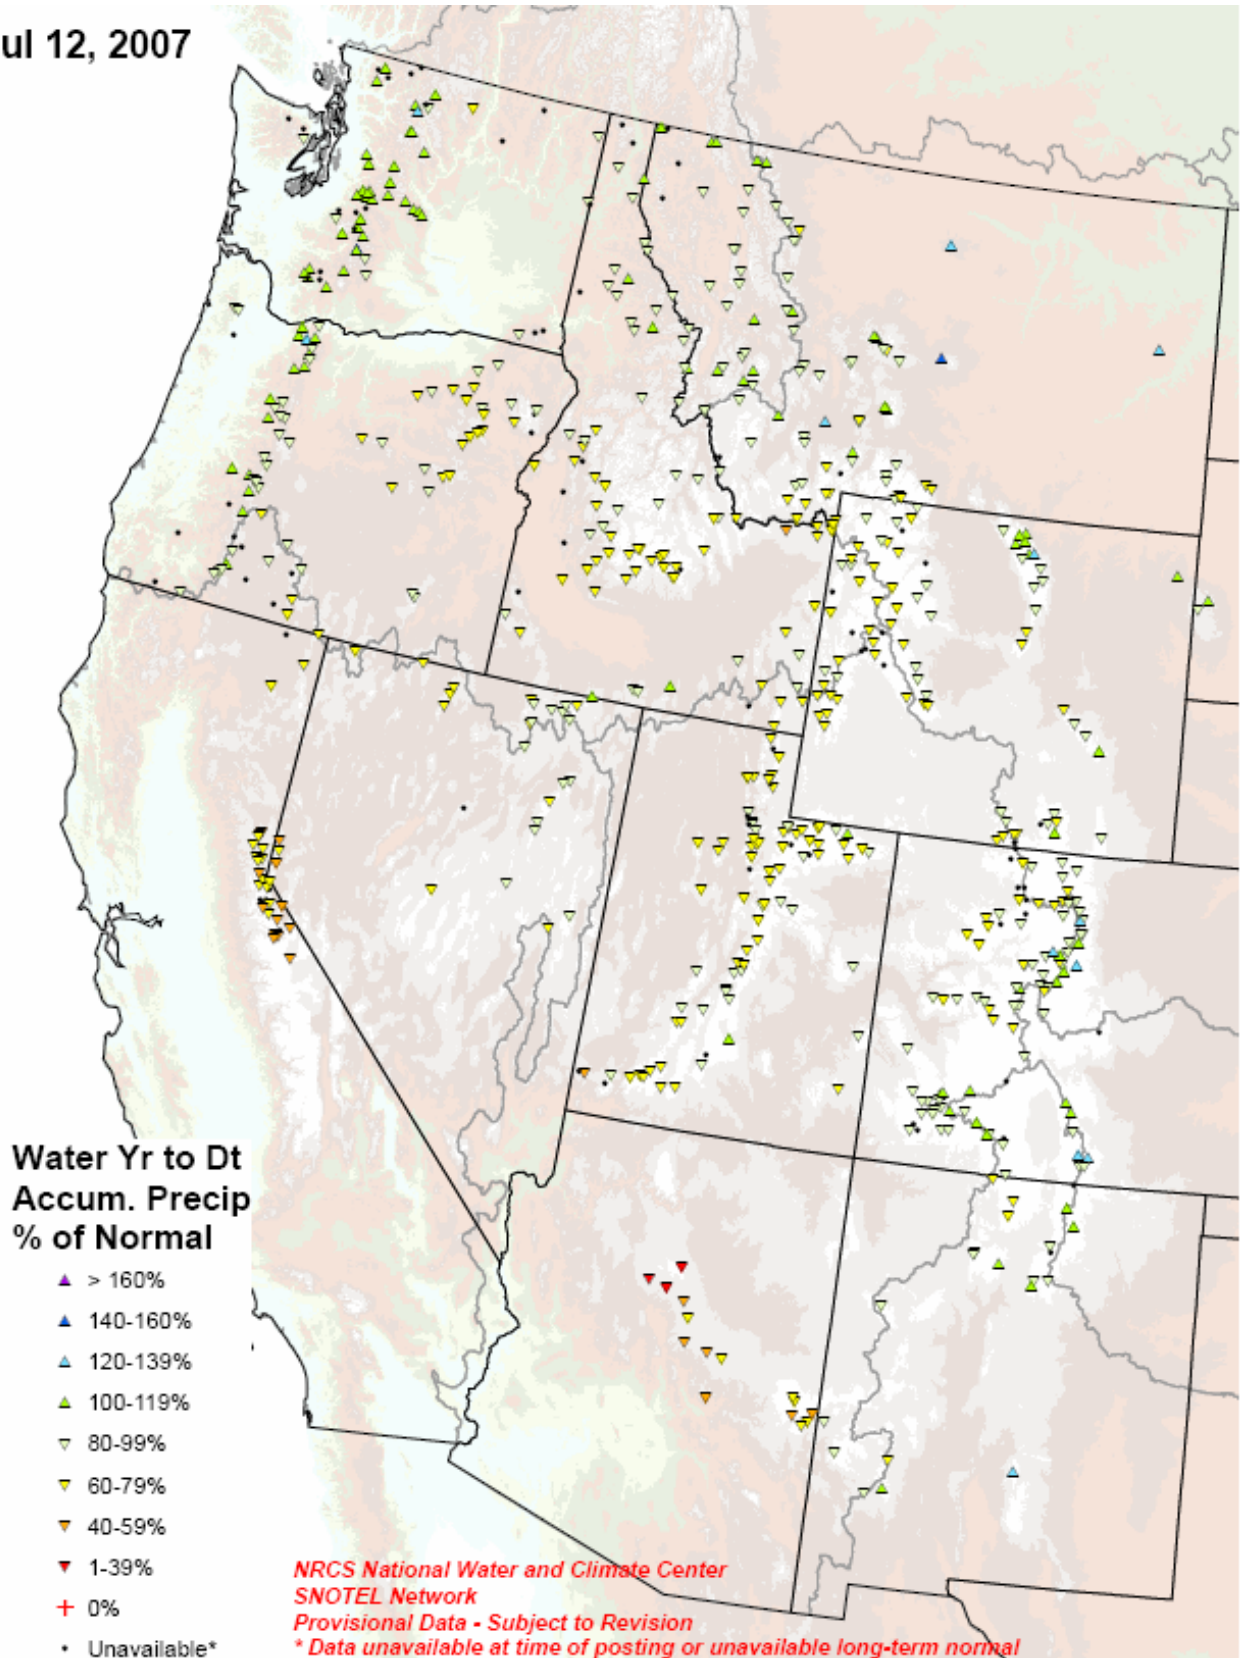 ul 12, 2007
Water Yr to Dt
Accum. Precip
% of Normal
> 160%
140-160%
120-139%
100-119%
80-99%
60-79%
40-59%
1-39%
0%
Unavailable*
NRCS National Water and Climate Center
SNOTEL Network
Provisional Data - Subject to Revision
* Data unavailable at time of posting or unavailable long-term normal